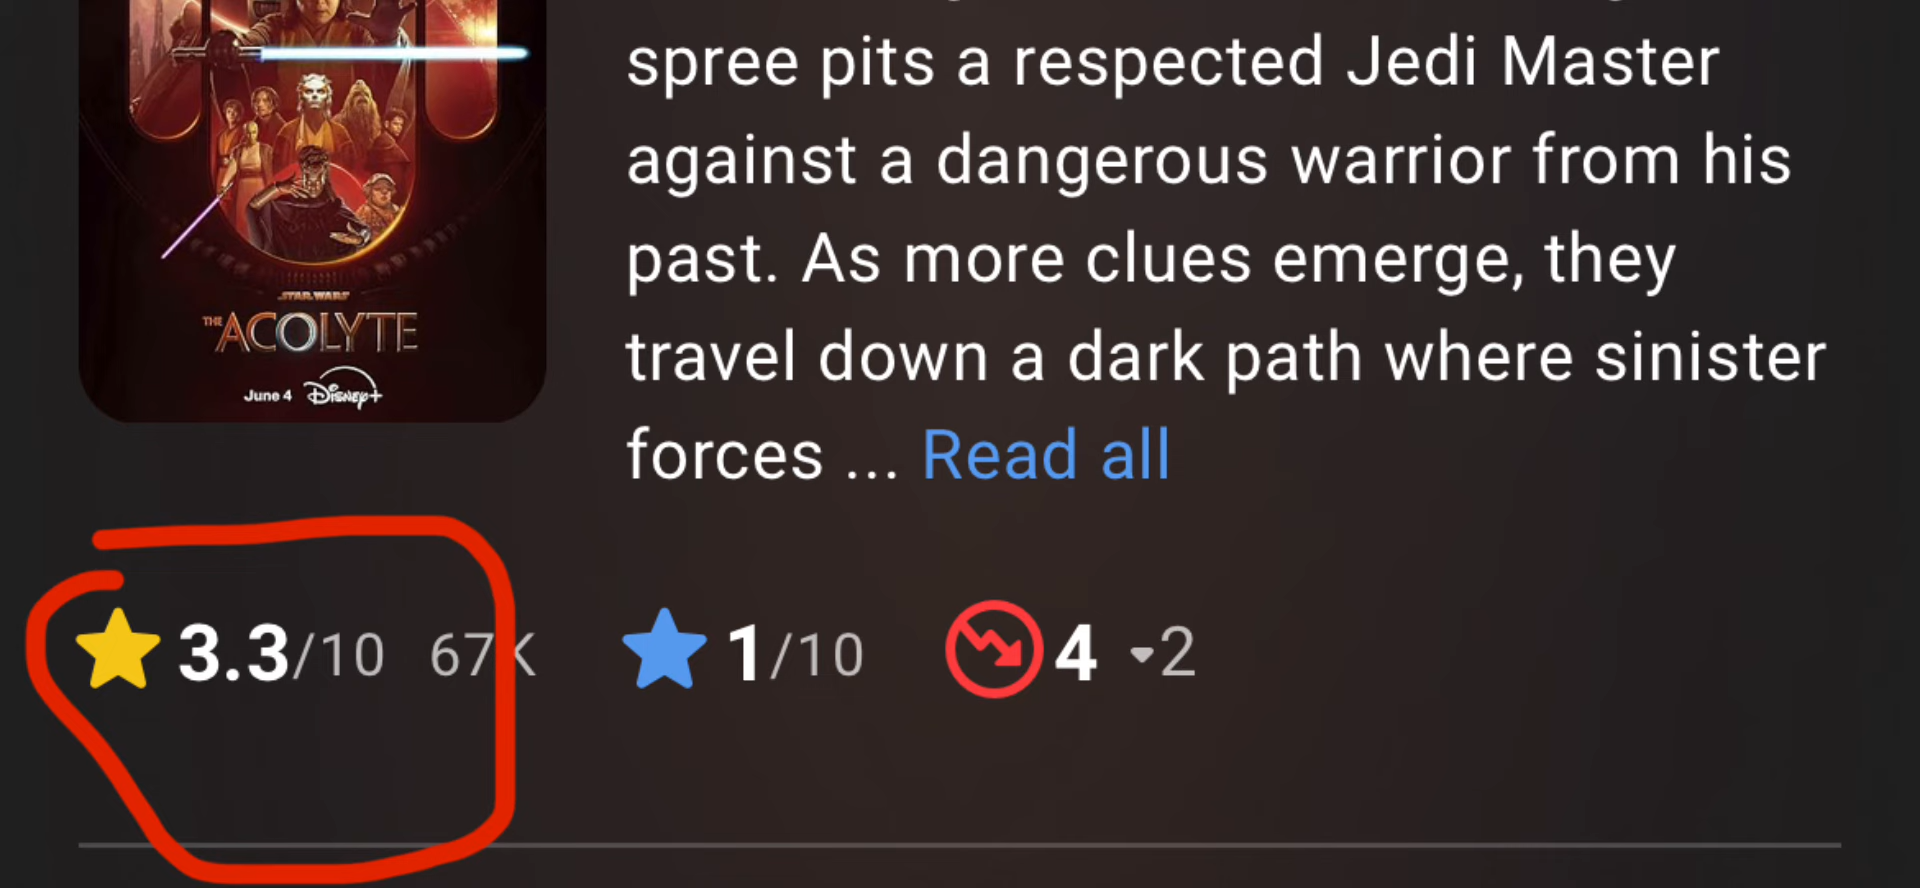 spree pits a respected Jedi Master
against a dangerous warrior from his
past. As more clues emerge, they
travel down a dark path where sinister
forces ... Read all
STAR WARS
THE ACOLYTE
June 4 Disney+
3.3/10 67K 1/10 4 2